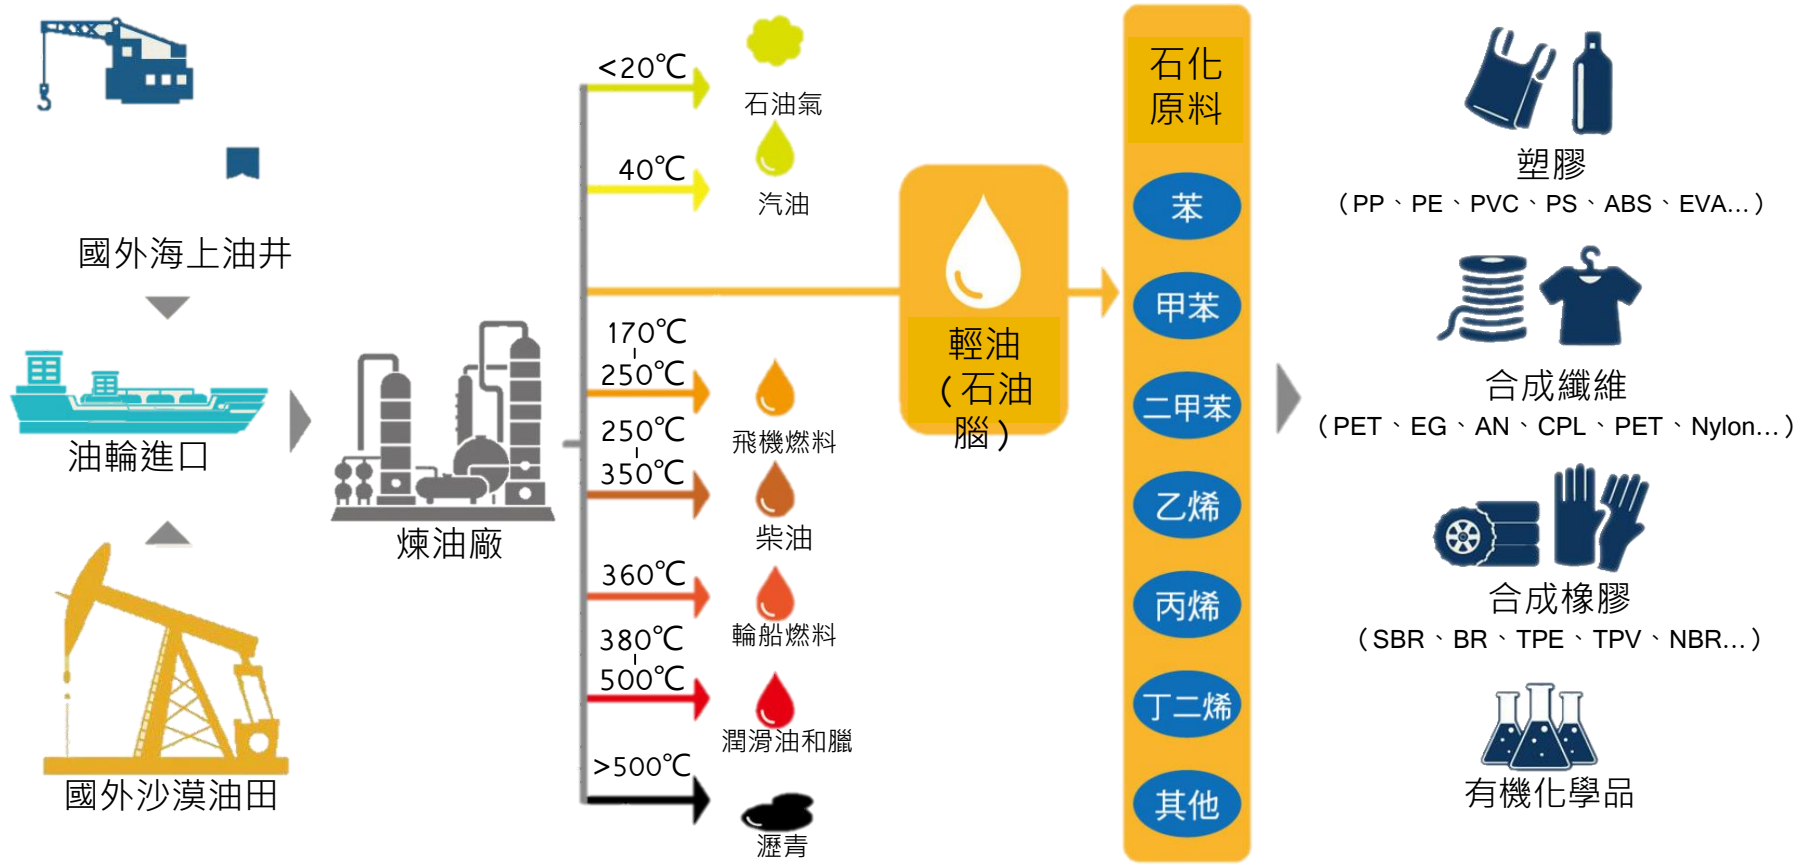 國外海上油井
油輪進口
國外沙漠油田
煉油廠
<20℃
石油氣
40℃
汽油
輕油
(石油
腦)
170℃
-
250℃
飛機燃料
250℃
-
350℃
柴油
360℃
輪船燃料
380℃
-
500℃
潤滑油和臘
>500℃
瀝青
石化
原料
苯
甲苯
二甲苯
乙烯
丙烯
丁二烯
其他
塑膠
（PP、PE、PVC、PS、ABS、EVA...）
合成纖維
（PET、EG、AN、CPL、PET、Nylon...）
合成橡膠
（SBR、BR、TPE、TPV、NBR...）
有機化學品